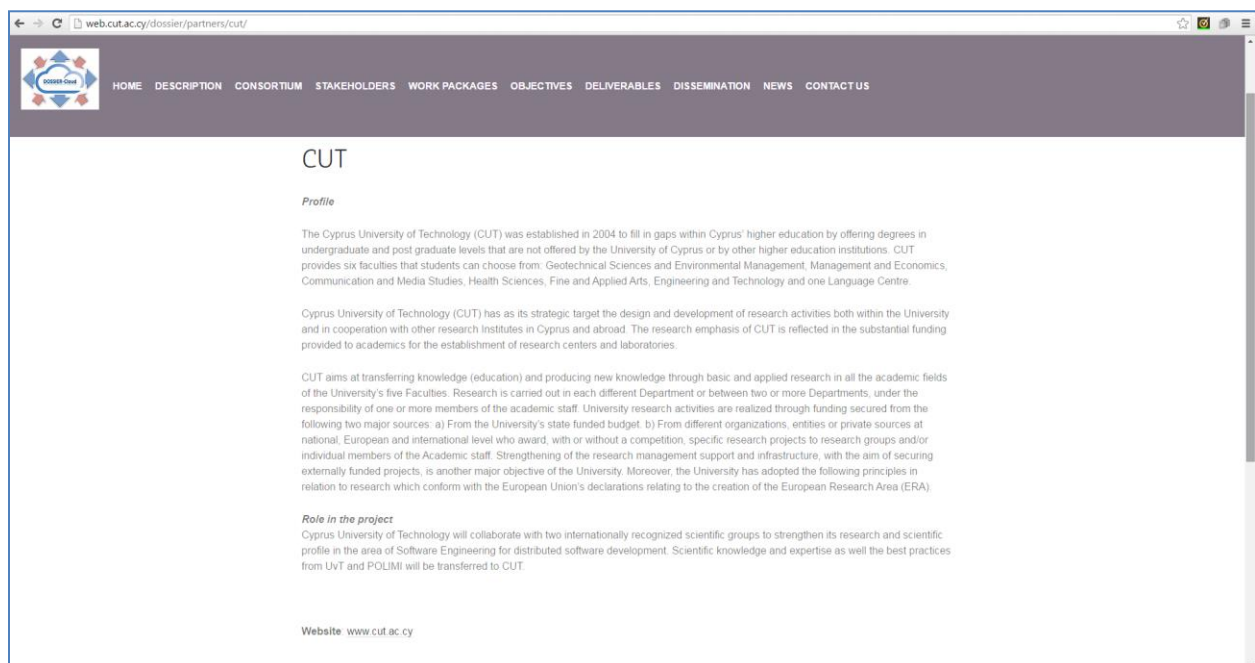 web.cut.ac.cy/dossier/partners/cut/
DOSSIER-Cloud
HOME DESCRIPTION CONSORTIUM STAKEHOLDERS WORK PACKAGES OBJECTIVES DELIVERABLES DISSEMINATION NEWS CONTACT US
CUT
Profile
The Cyprus University of Technology (CUT) was established in 2004 to fill in gaps within Cyprus' higher education by offering degrees in
undergraduate and post graduate levels that are not offered by the University of Cyprus or by other higher education institutions. CUT
provides six faculties that students can choose from: Geotechnical Sciences and Environmental Management, Management and Economics,
Communication and Media Studies, Health Sciences, Fine and Applied Arts, Engineering and Technology and one Language Centre.
Cyprus University of Technology (CUT) has as its strategic target the design and development of research activities both within the University
and in cooperation with other research Institutes in Cyprus and abroad. The research emphasis of CUT is reflected in the substantial funding
provided to academics for the establishment of research centers and laboratories.
CUT aims at transferring knowledge (education) and producing new knowledge through basic and applied research in all the academic fields
of the University's five Faculties. Research is carried out in each different Department or between two or more Departments, under the
responsibility of one or more members of the academic staff. University research activities are realized through funding secured from the
following two major sources: a) From the University's state funded budget. b) From different organizations, entities or private sources at
national, European and international level who award, with or without a competition, specific research projects to research groups and/or
individual members of the Academic staff. Strengthening of the research management support and infrastructure, with the aim of securing
externally funded projects, is another major objective of the University. Moreover, the University has adopted the following principles in
relation to research which conform with the European Union's declarations relating to the creation of the European Research Area (ERA).
Role in the project
Cyprus University of Technology will collaborate with two internationally recognized scientific groups to strengthen its research and scientific
profile in the area of Software Engineering for distributed software development. Scientific knowledge and expertise as well the best practices
from UvT and POLIMI will be transferred to CUT.
Website: www.cut.ac.cy